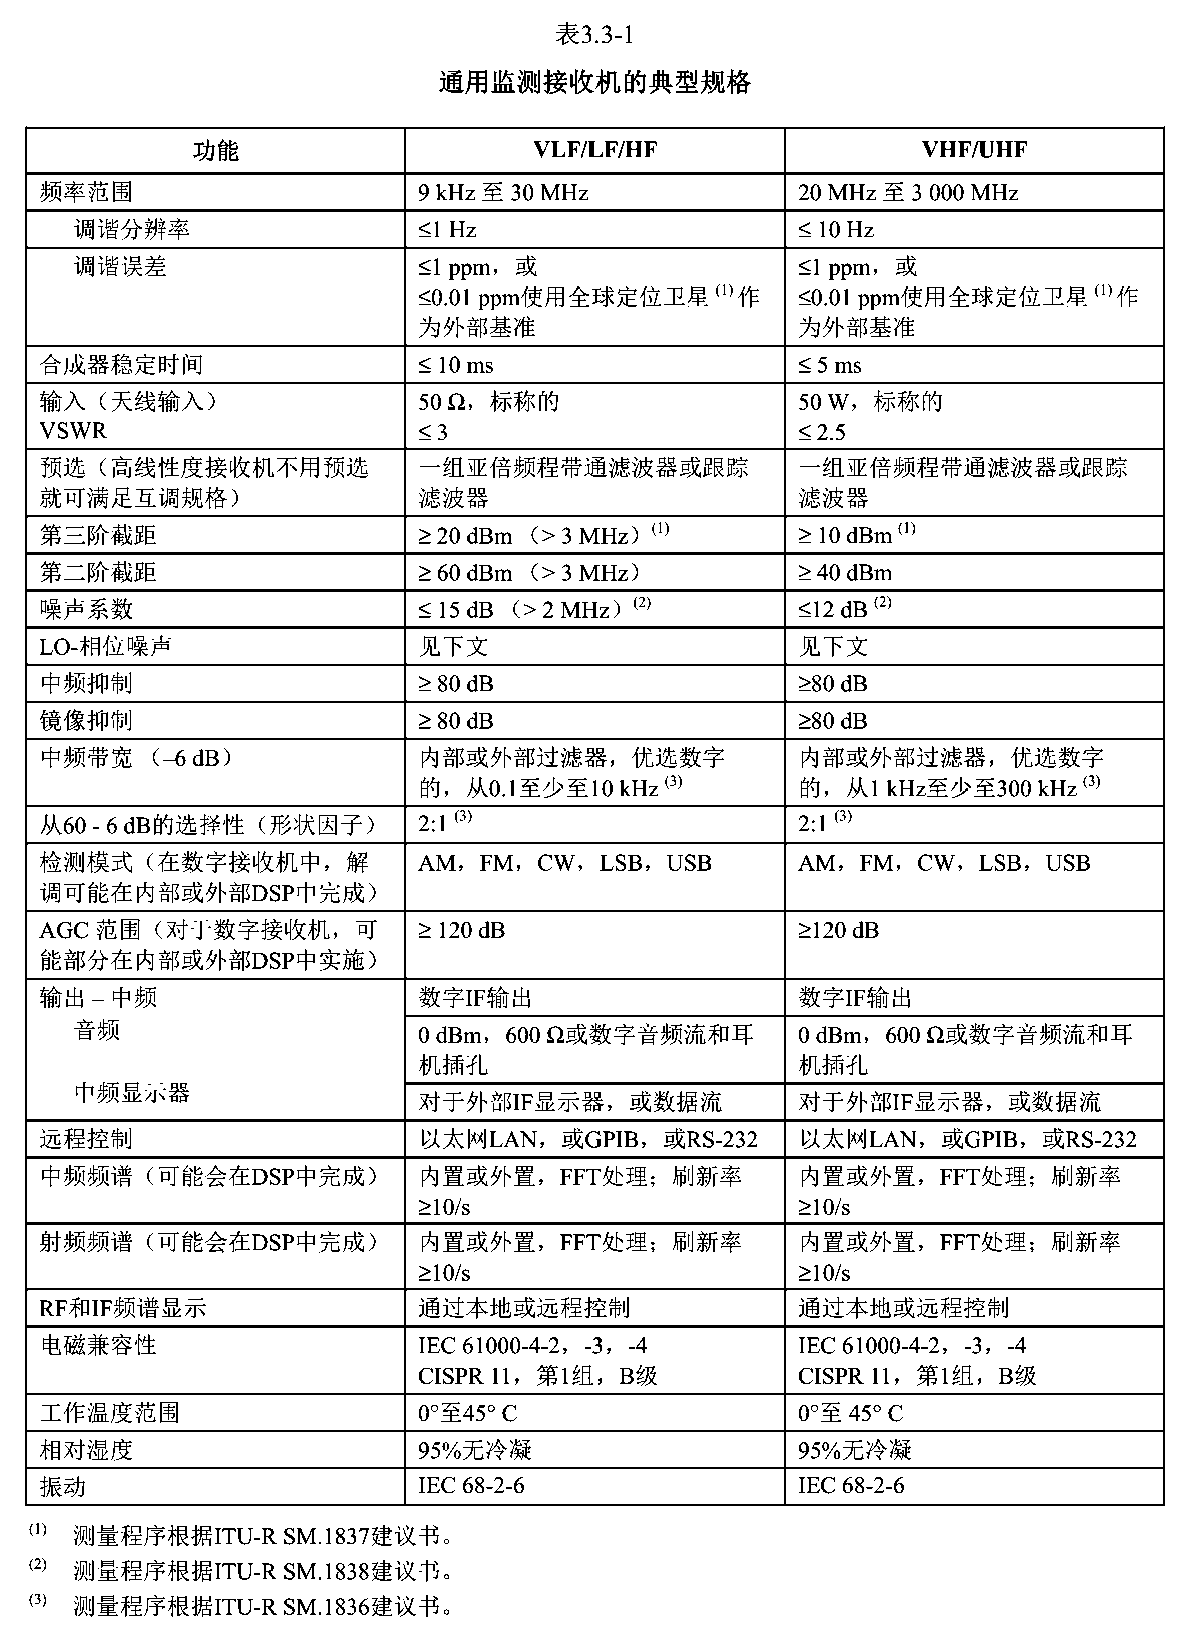 表3.3-1
通用监测接收机的典型规格
功能 VLF/LF/HF VHF/UHF
频率范围 9 kHz 至 30 MHz 20 MHz 至 3 000 MHz
调谐分辨率 ≤1 Hz ≤ 10 Hz
调谐误差 ≤1 ppm，或 ≤1 ppm，或
≤0.01 ppm使用全球定位卫星 (1) 作 ≤0.01 ppm使用全球定位卫星 (1) 作
为外部基准 为外部基准
合成器稳定时间 ≤ 10 ms ≤ 5 ms
输入（天线输入） 50 Ω，标称的 50 W，标称的
VSWR ≤ 3 ≤ 2.5
预选（高线性度接收机不用预选 一组亚倍频程带通滤波器或跟踪 一组亚倍频程带通滤波器或跟踪
就可满足互调规格） 滤波器 滤波器
第三阶截距 ≥ 20 dBm （> 3 MHz）(1) ≥ 10 dBm (1)
第二阶截距 ≥ 60 dBm （> 3 MHz） ≥ 40 dBm
噪声系数 ≤ 15 dB （> 2 MHz）(2) ≤12 dB (2)
LO-相位噪声 见下文 见下文
中频抑制 ≥ 80 dB ≥80 dB
镜像抑制 ≥ 80 dB ≥80 dB
中频带宽 （–6 dB） 内部或外部过滤器，优选数字 内部或外部过滤器，优选数字
的，从0.1至少至10 kHz (3) 的，从1 kHz至少至300 kHz (3)
从60 - 6 dB的选择性（形状因子） 2:1 (3) 2:1 (3)
检测模式（在数字接收机中，解 AM，FM，CW，LSB，USB AM，FM，CW，LSB，USB
调可能在内部或外部DSP中完成）
AGC 范围（对于数字接收机，可 ≥ 120 dB ≥120 dB
能部分在内部或外部DSP中实施）
输出 – 中频 数字IF输出 数字IF输出
音频 0 dBm，600 Ω或数字音频流和耳 0 dBm，600 Ω或数字音频流和耳
机插孔 机插孔
中频显示器 对于外部IF显示器，或数据流 对于外部IF显示器，或数据流
远程控制 以太网LAN，或GPIB，或RS-232 以太网LAN，或GPIB，或RS-232
中频频谱（可能会在DSP中完成） 内置或外置，FFT处理；刷新率 内置或外置，FFT处理；刷新率
≥10/s ≥10/s
射频频谱（可能会在DSP中完成） 内置或外置，FFT处理；刷新率 内置或外置，FFT处理；刷新率
≥10/s ≥10/s
RF和IF频谱显示 通过本地或远程控制 通过本地或远程控制
电磁兼容性 IEC 61000-4-2，-3，-4 IEC 61000-4-2，-3，-4
CISPR 11，第1组，B级 CISPR 11，第1组，B级
工作温度范围 0°至45° C 0°至 45° C
相对湿度 95%无冷凝 95%无冷凝
振动 IEC 68-2-6 IEC 68-2-6
(1) 测量程序根据ITU-R SM.1837建议书。
(2) 测量程序根据ITU-R SM.1838建议书。
(3) 测量程序根据ITU-R SM.1836建议书。